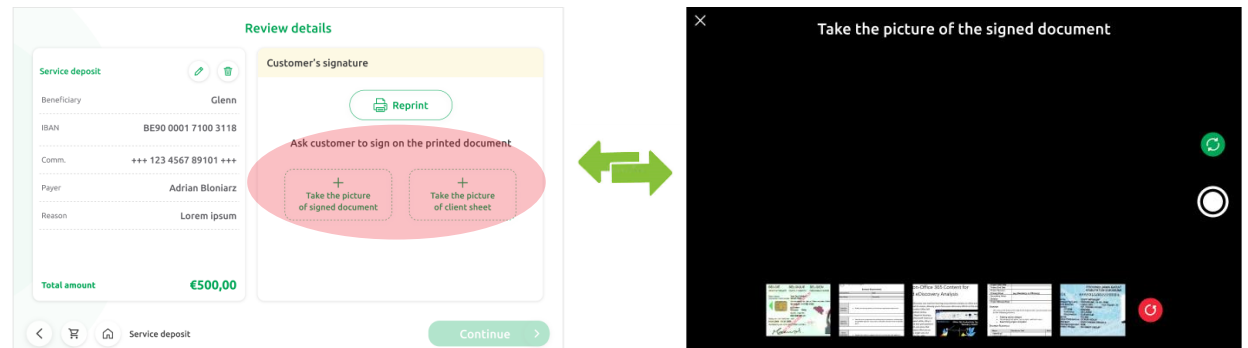 Review details
Service deposit
Beneficiary Glenn
IBAN BE90 0001 7100 3118
Comm. +++ 123 4567 89101 +++
Payer Adrian Bloniarz
Reason Lorem ipsum
Total amount €500,00
Customer's signature
Reprint
Ask customer to sign on the printed document
Take the picture
of signed document
Take the picture
of client sheet
Service deposit
Continue
Take the picture of the signed document
on-Office 365 Content for
eDiscovery Analysis